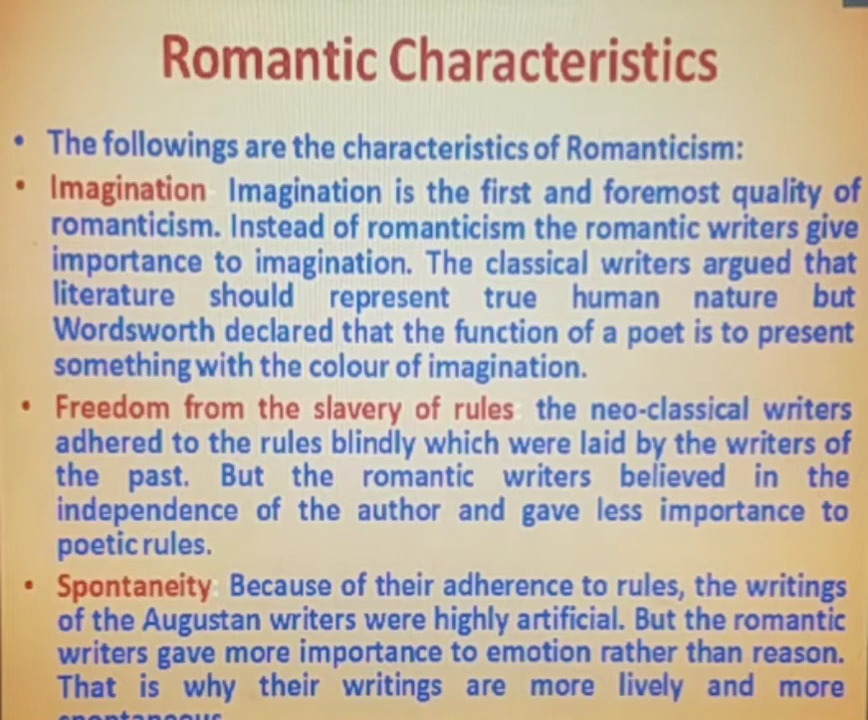 Romantic Characteristics
• The followings are the characteristics of Romanticism:
• Imagination: Imagination is the first and foremost quality of
romanticism. Instead of romanticism the romantic writers give
importance to imagination. The classical writers argued that
literature should represent true human nature but
Wordsworth declared that the function of a poet is to present
something with the colour of imagination.
• Freedom from the slavery of rules: the neo-classical writers
adhered to the rules blindly which were laid by the writers of
the past. But the romantic writers believed in the
independence of the author and gave less importance to
poetic rules.
• Spontaneity: Because of their adherence to rules, the writings
of the Augustan writers were highly artificial. But the romantic
writers gave more importance to emotion rather than reason.
That is why their writings are more lively and more
spontaneous